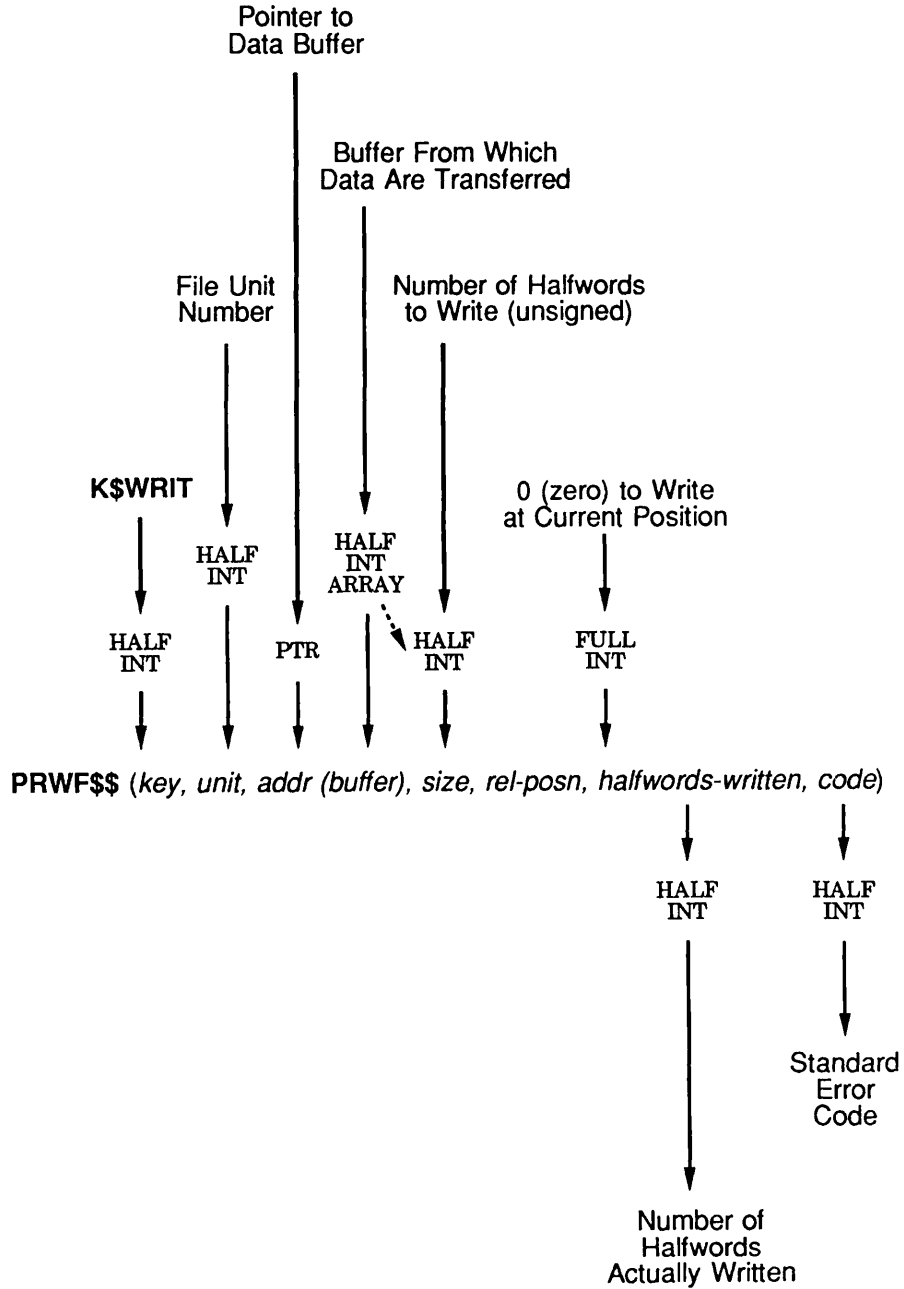 Pointer to
Data Buffer
Buffer From Which
Data Are Transferred
File Unit
Number
Number of Halfwords
to Write (unsigned)
K$WRIT
0 (zero) to Write
at Current Position
HALF
INT
HALF
INT
ARRAY
HALF
INT
PTR
HALF
INT
FULL
INT
PRWF$$ (key, unit, addr (buffer), size, rel-posn, halfwords-written, code)
HALF
INT
HALF
INT
Standard
Error
Code
Number of
Halfwords
Actually Written